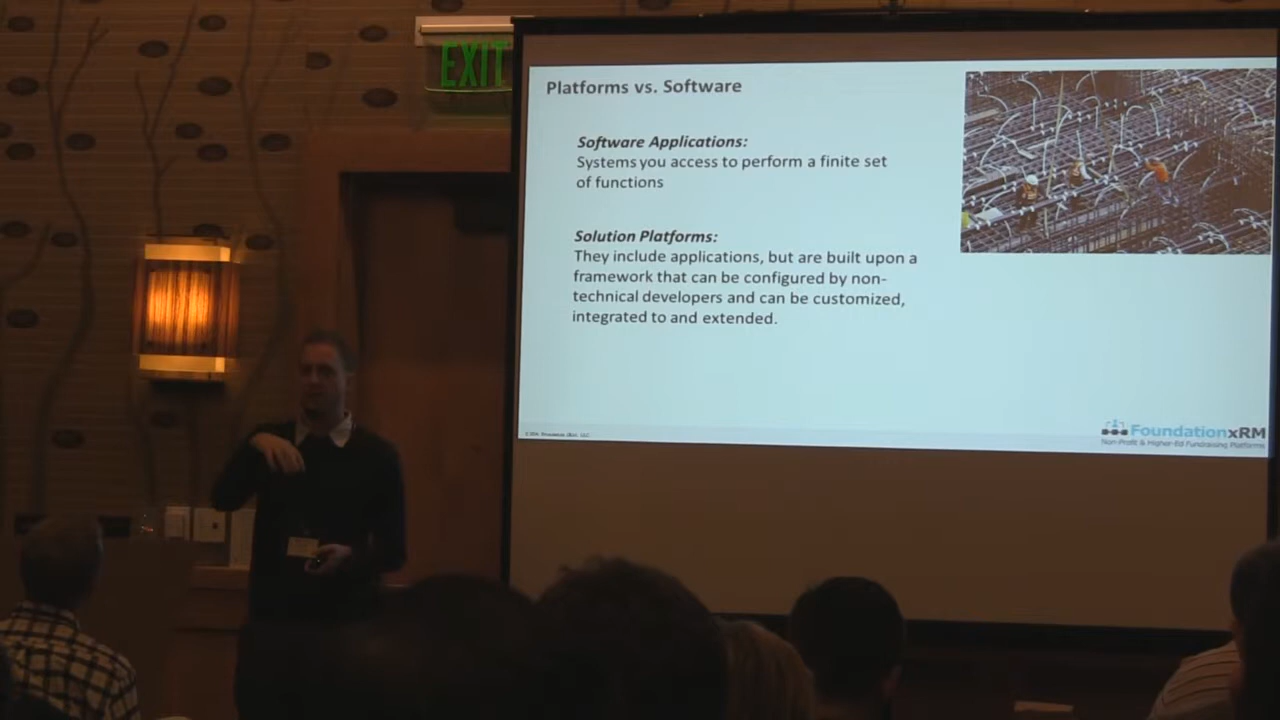 EXIT
Platforms vs. Software
Software Applications:
Systems you access to perform a finite set
of functions
Solution Platforms:
They include applications, but are built upon a
framework that can be configured by non-
technical developers and can be customized,
integrated to and extended.
FoundationxRM
Non-Profit & Higher-Ed Fundraising Platforms